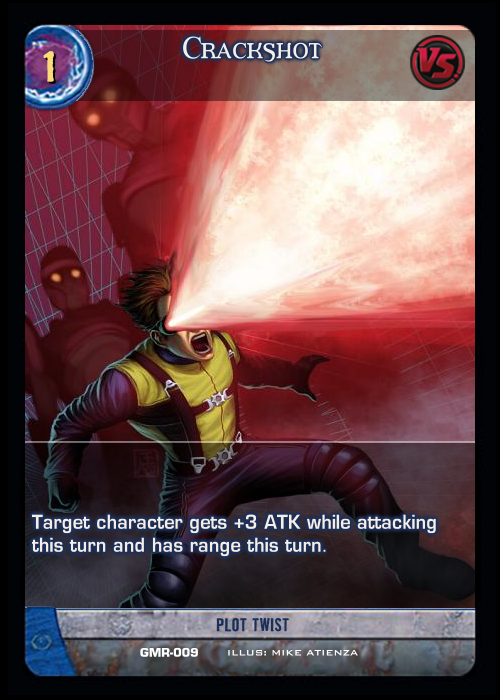 1
Crackshot
VS.
Target character gets +3 ATK while attacking
this turn and has range this turn.
PLOT TWIST
GMR-009 ILLUS: MIKE ATIENZA